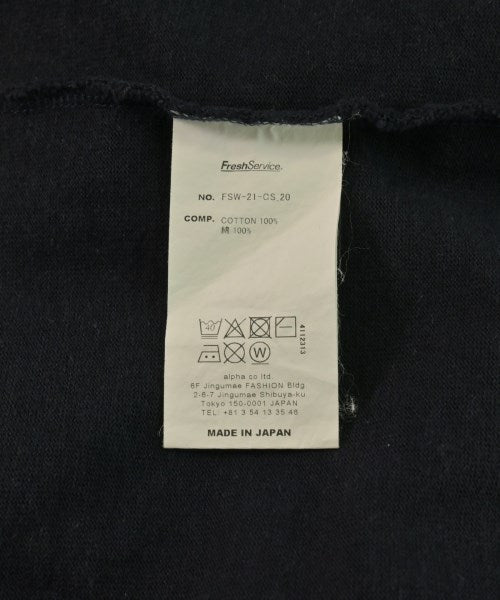 FreshService.
NO. FSW-21-CS_20
COMP. COTTON 100%
綿 100%
40
W
4112313
alpha co ltd.
6F Jingumae FASHION Bldg
2-6-7 Jingumae Shibuya-ku
Tokyo 150-0001 JAPAN
TEL: +81 3 54 13 35 46
MADE IN JAPAN